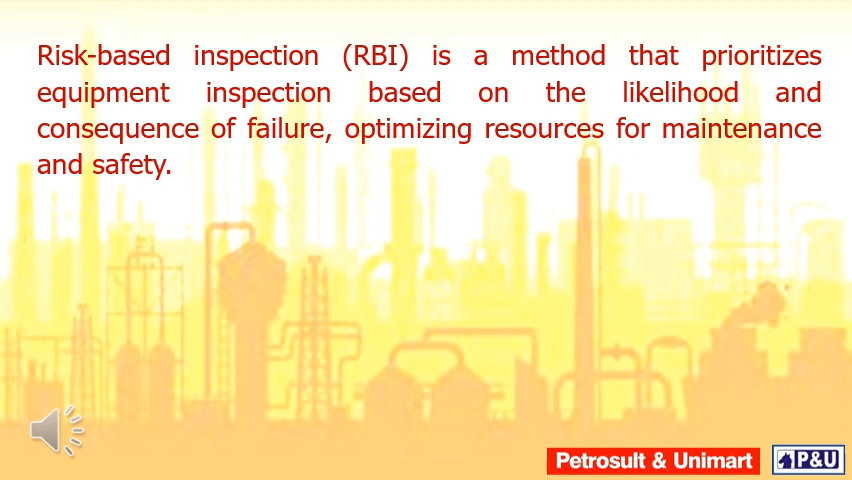 Risk-based inspection (RBI) is a method that prioritizes
equipment inspection based on the likelihood and
consequence of failure, optimizing resources for maintenance
and safety.
Petrosult & Unimart
P&U